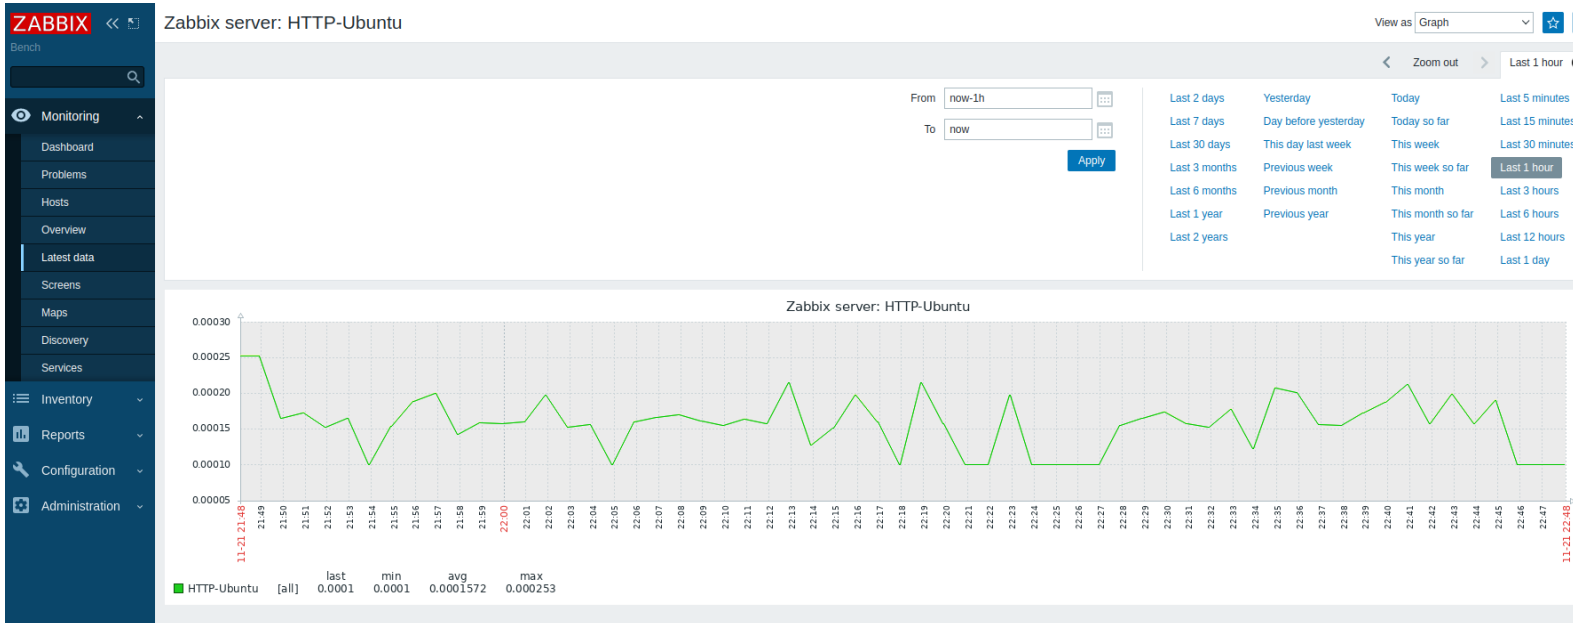 ZABBIX
Bench
Monitoring
Dashboard
Problems
Hosts
Overview
Latest data
Screens
Maps
Discovery
Services
Inventory
Reports
Configuration
Administration
Zabbix server: HTTP-Ubuntu
View as Graph
Zoom out
Last 1 hour
From now-1h
To now
Apply
Last 2 days Yesterday Today Last 5 minutes
Last 7 days Day before yesterday Today so far Last 15 minutes
Last 30 days This day last week This week Last 30 minutes
Last 3 months Previous week This week so far Last 1 hour
Last 6 months Previous month This month Last 3 hours
Last 1 year Previous year This month so far Last 6 hours
Last 2 years This year Last 12 hours
This year so far Last 1 day
Zabbix server: HTTP-Ubuntu
0.00030
0.00025
0.00020
0.00015
0.00010
0.00005
11-21 21:48 21:49 21:50 21:51 21:52 21:53 21:54 21:55 21:56 21:57 21:58 21:59 22:00 22:01 22:02 22:03 22:04 22:05 22:06 22:07 22:08 22:09 22:10 22:11 22:12 22:13 22:14 22:15 22:16 22:17 22:18 22:19 22:20 22:21 22:22 22:23 22:24 22:25 22:26 22:27 22:28 22:29 22:30 22:31 22:32 22:33 22:34 22:35 22:36 22:37 22:38 22:39 22:40 22:41 22:42 22:43 22:44 22:45 22:46 22:47 11-21 22:48
last min avg max
HTTP-Ubuntu [all] 0.0001 0.0001 0.0001572 0.000253